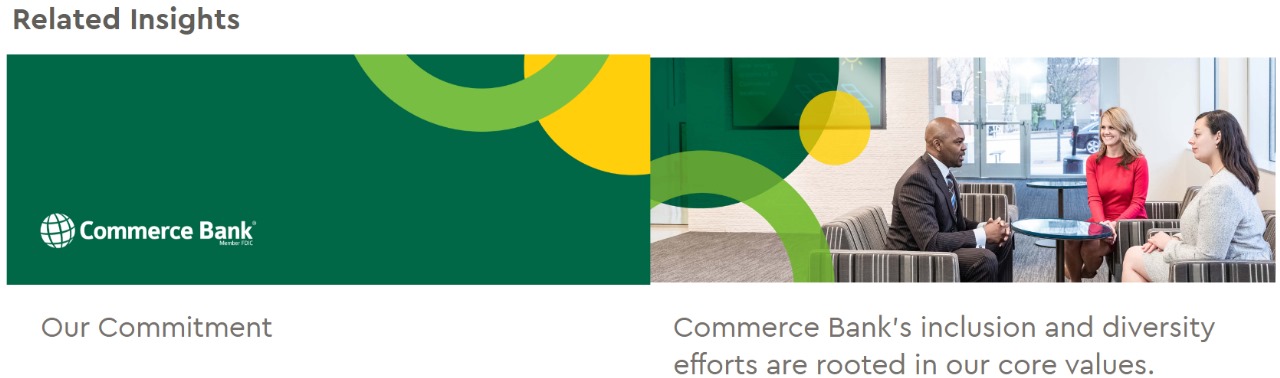 Related Insights
Commerce Bank®
Member FDIC
Our Commitment
Commerce Bank's inclusion and diversity
efforts are rooted in our core values.